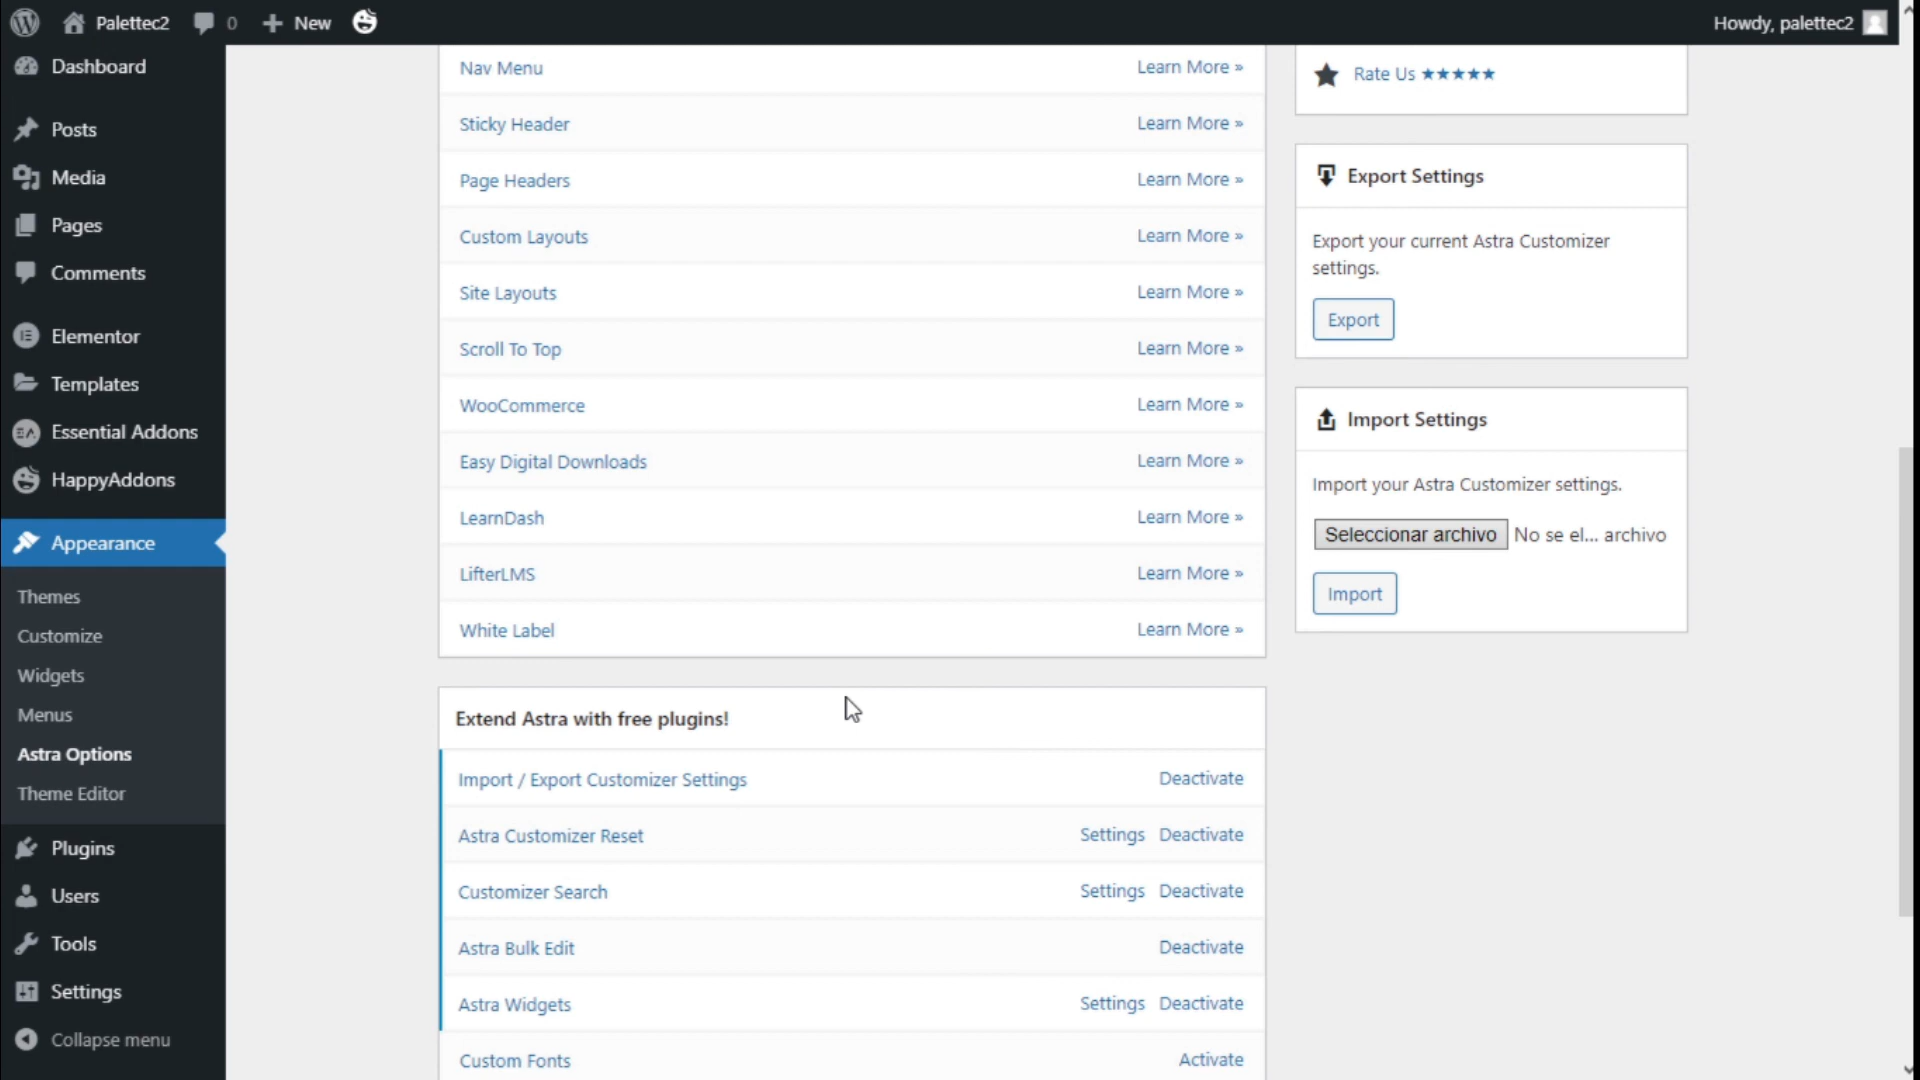 Palettec2
0
New
Howdy, palettec2
Dashboard
Posts
Media
Pages
Comments
Elementor
Templates
Essential Addons
HappyAddons
Appearance
Themes
Customize
Widgets
Menus
Astra Options
Theme Editor
Plugins
Users
Tools
Settings
Collapse menu
Nav Menu Learn More »
Sticky Header Learn More »
Page Headers Learn More »
Custom Layouts Learn More »
Site Layouts Learn More »
Scroll To Top Learn More »
WooCommerce Learn More »
Easy Digital Downloads Learn More »
LearnDash Learn More »
LifterLMS Learn More »
White Label Learn More »
Extend Astra with free plugins!
Import / Export Customizer Settings Deactivate
Astra Customizer Reset Settings Deactivate
Customizer Search Settings Deactivate
Astra Bulk Edit Deactivate
Astra Widgets Settings Deactivate
Custom Fonts Activate
Rate Us ★★★★★
Export Settings
Export your current Astra Customizer
settings.
Export
Import Settings
Import your Astra Customizer settings.
Seleccionar archivo No se el... archivo
Import